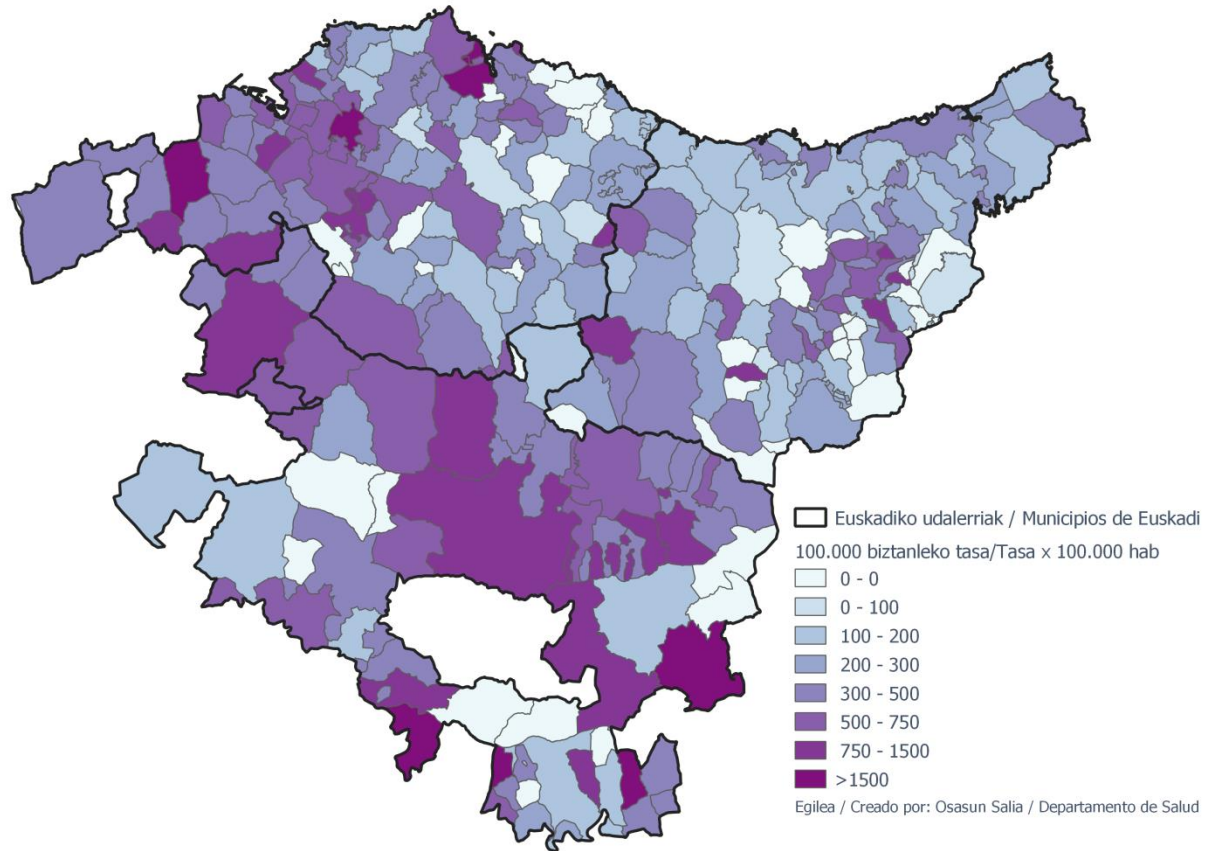 Euskadiko udalerriak / Municipios de Euskadi
100.000 biztanleko tasa/Tasa x 100.000 hab
0 - 0
0 - 100
100 - 200
200 - 300
300 - 500
500 - 750
750 - 1500
>1500
Egilea / Creado por: Osasun Salia / Departamento de Salud